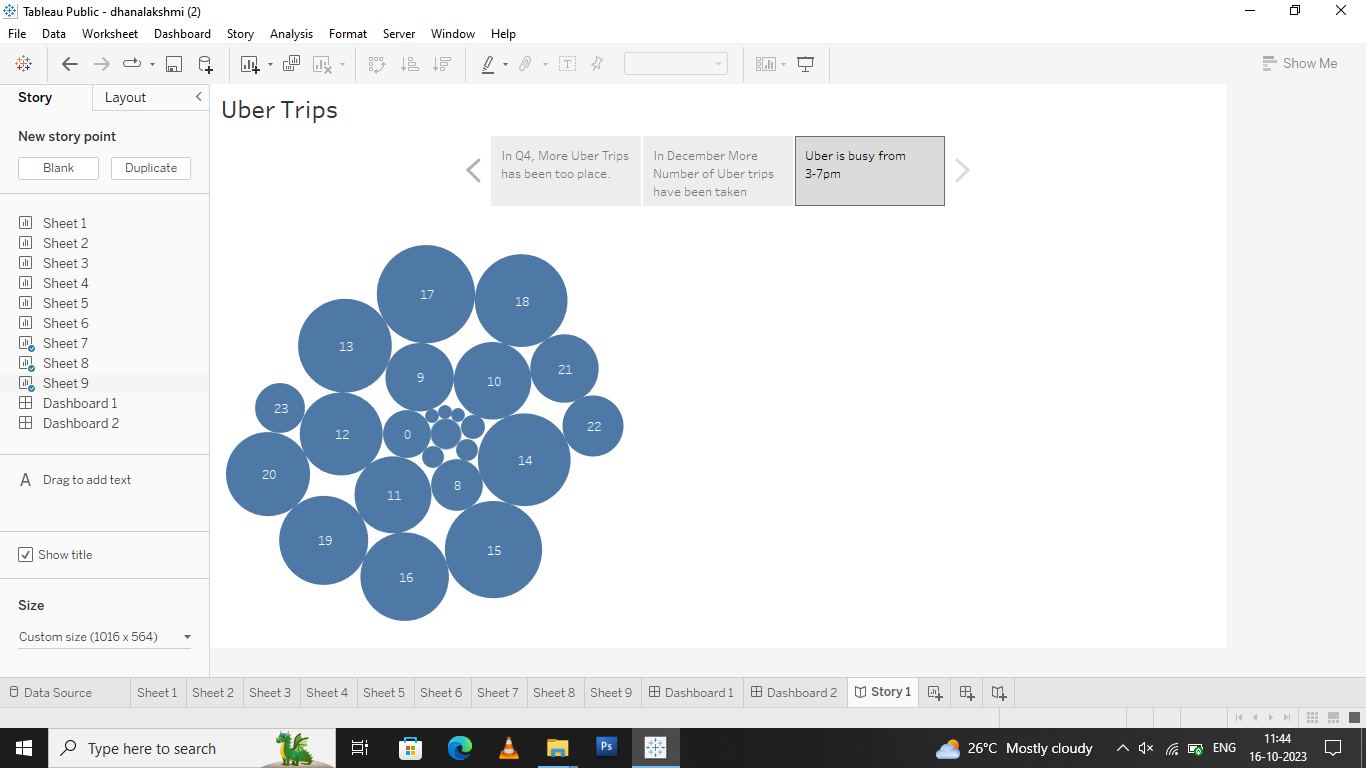 Tableau Public - dhanalakshmi (2)
File Data Worksheet Dashboard Story Analysis Format Server Window Help
Show Me
Story Layout
New story point
Blank Duplicate
Sheet 1
Sheet 2
Sheet 3
Sheet 4
Sheet 5
Sheet 6
Sheet 7
Sheet 8
Sheet 9
Dashboard 1
Dashboard 2
A Drag to add text
Show title
Size
Custom size (1016 x 564)
Uber Trips
In Q4, More Uber Trips
has been too place.
In December More
Number of Uber trips
have been taken
Uber is busy from
3-7pm
17
18
13
21
9
10
23
22
0
12
14
20
8
11
19
15
16
Data Source Sheet 1 Sheet 2 Sheet 3 Sheet 4 Sheet 5 Sheet 6 Sheet 7 Sheet 8 Sheet 9 Dashboard 1 Dashboard 2 Story 1
Type here to search
Ps
26°C Mostly cloudy
ENG
11:44
16-10-2023